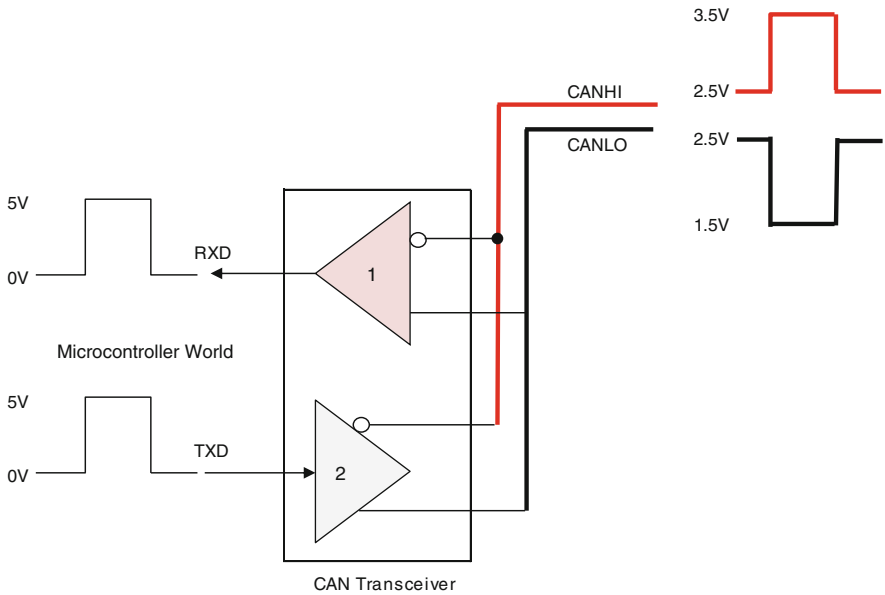 3.5V
2.5V
CANHI
2.5V
CANLO
1.5V
5V
0V
RXD
1
Microcontroller World
5V
0V
TXD
2
CAN Transceiver